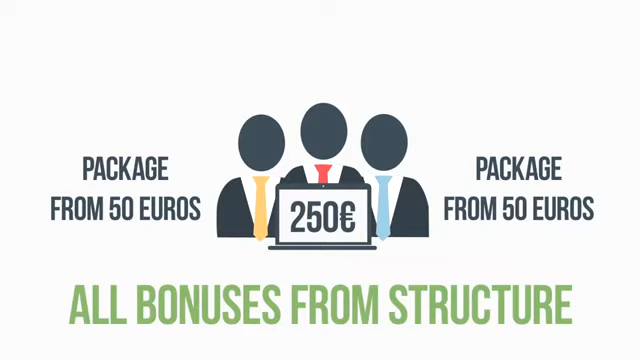 PACKAGE
FROM 50 EUROS
250€
PACKAGE
FROM 50 EUROS
ALL BONUSES FROM STRUCTURE